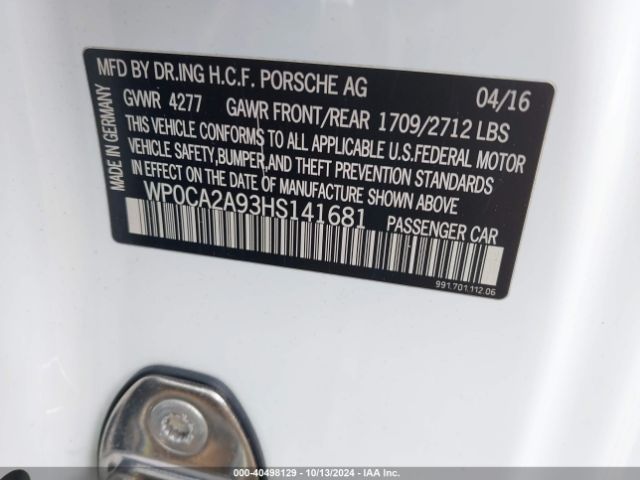 MFD BY DR.ING H.C.F. PORSCHE AG 04/16
GVWR 4277 GAWR FRONT/REAR 1709/2712 LBS
THIS VEHICLE CONFORMS TO ALL APPLICABLE U.S.FEDERAL MOTOR
VEHICLE SAFETY,BUMPER,AND THEFT PREVENTION STANDARDS
IN EFFECT ON THE DATE OF MANUFACTURE SHOWN ABOVE
WP0CA2A93HS141681 PASSENGER CAR
MADE IN GERMANY
991.701.112.06
000-40498129 - 10/13/2024 - IAA Inc.